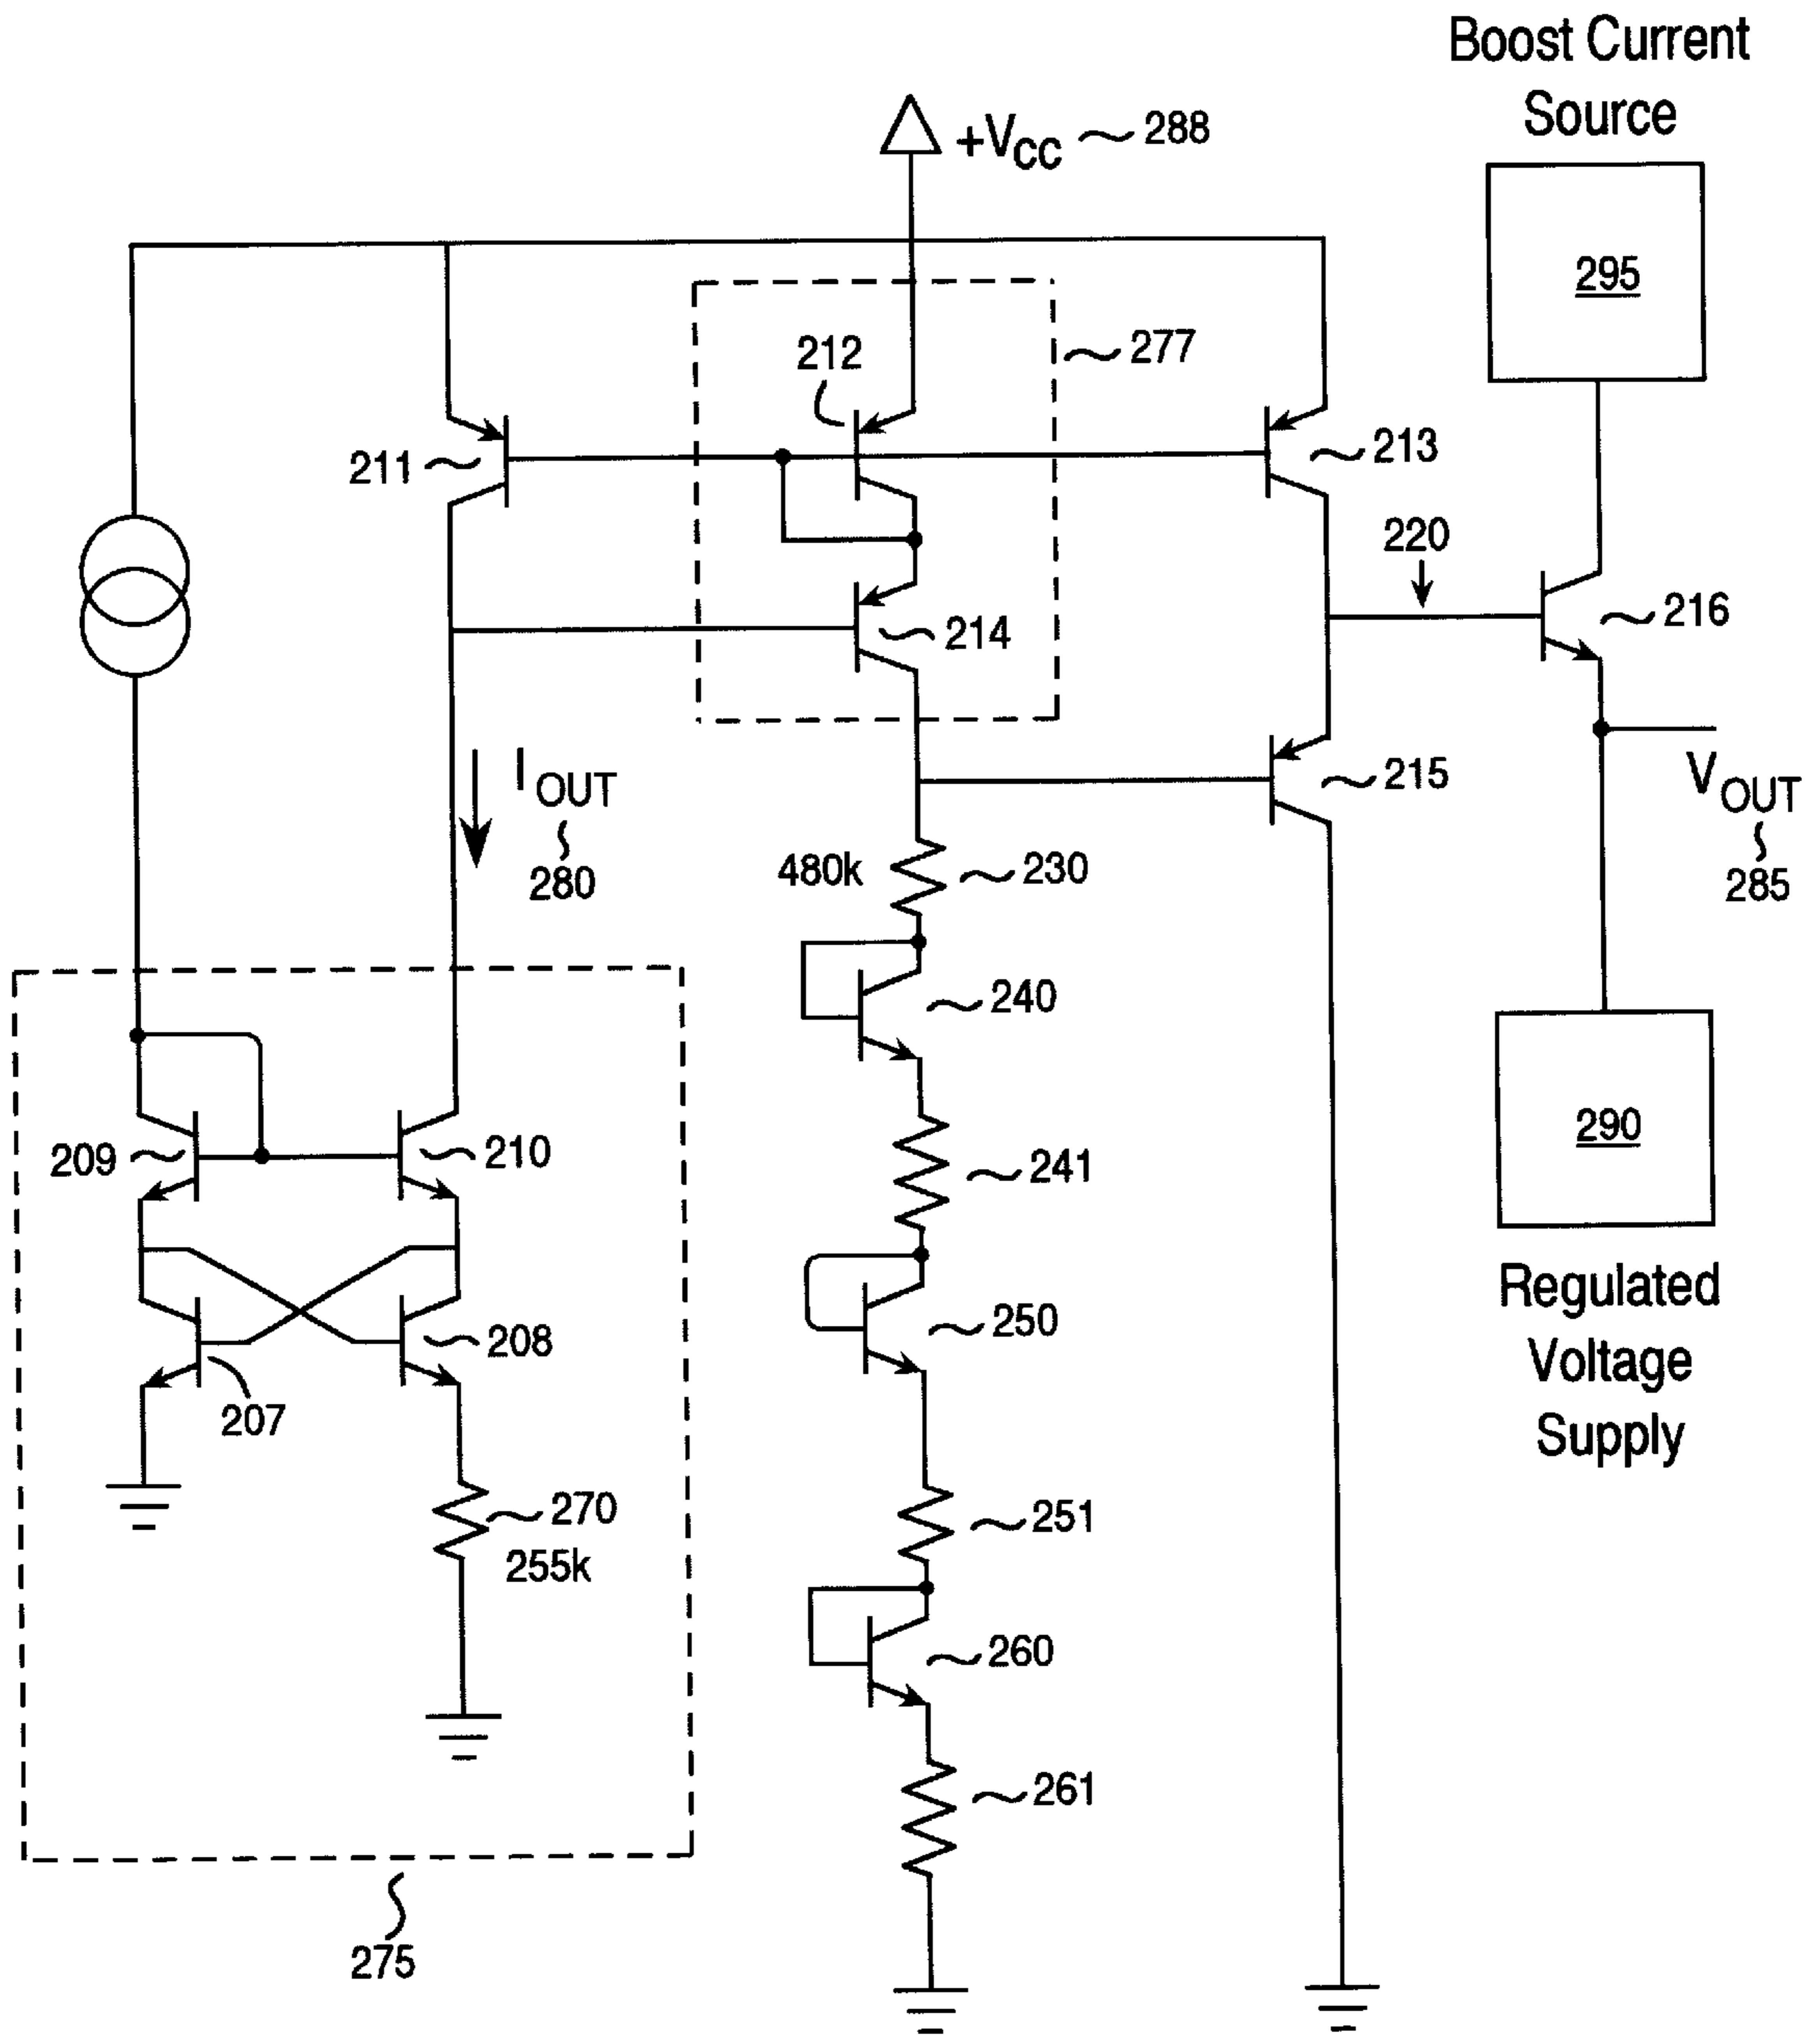 Boost Current
Source
+VCC 288
295
212
277
211
213
220
214
216
IOUT
280
215
VOUT
285
480k 230
240
209
210
241
290
250
208
207
Regulated
Voltage
Supply
270
255k
251
260
261
275